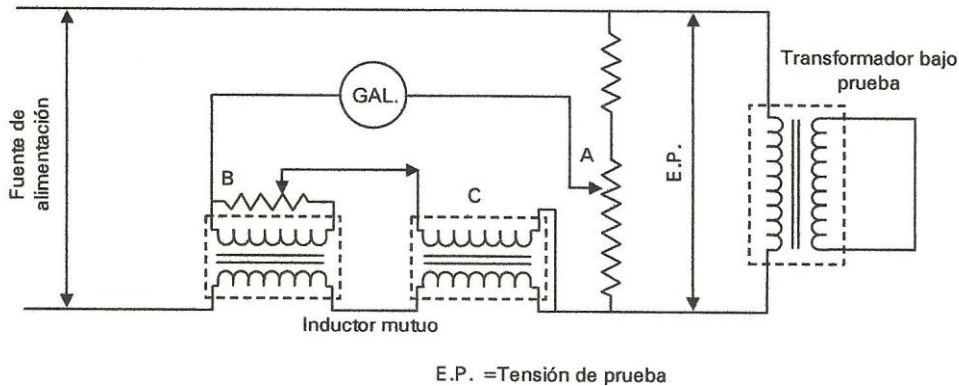 Fuente de
alimentación
GAL.
B
C
A
E.P.
Transformador bajo
prueba
Inductor mutuo
E.P. =Tensión de prueba